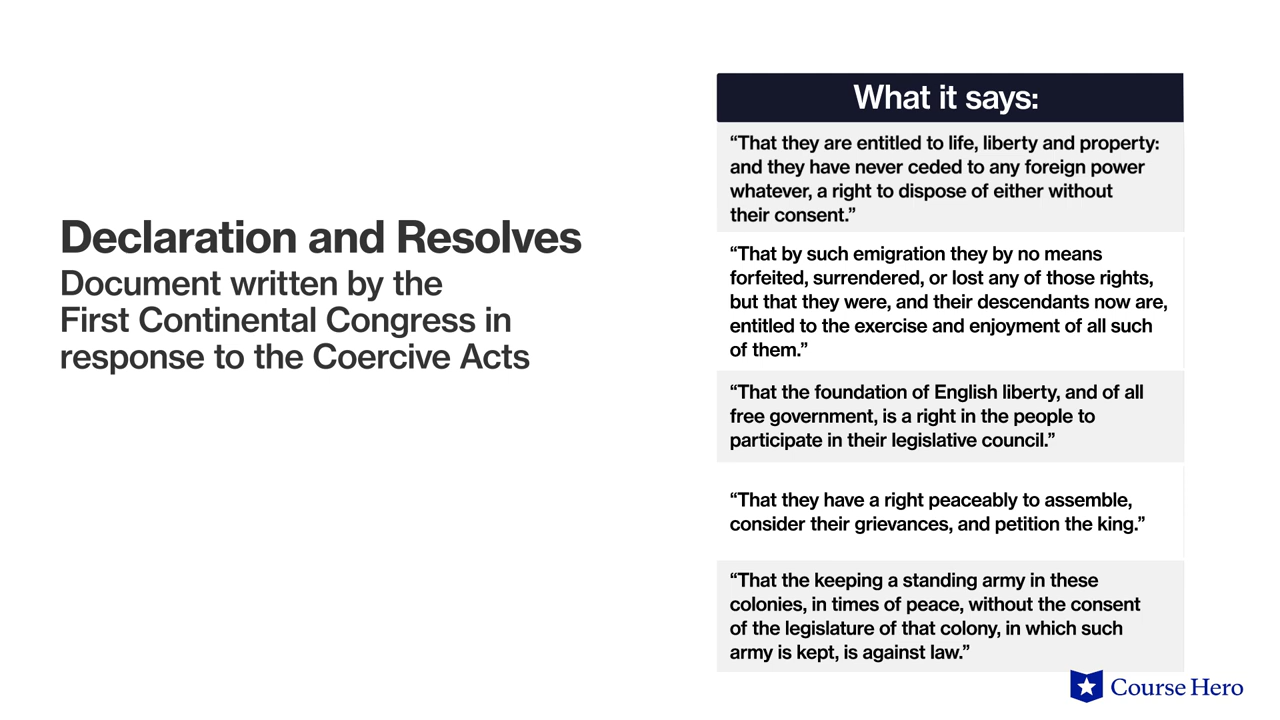 Declaration and Resolves
Document written by the
First Continental Congress in
response to the Coercive Acts
What it says:
“That they are entitled to life, liberty and property:
and they have never ceded to any foreign power
whatever, a right to dispose of either without
their consent.”
“That by such emigration they by no means
forfeited, surrendered, or lost any of those rights,
but that they were, and their descendants now are,
entitled to the exercise and enjoyment of all such
of them.”
“That the foundation of English liberty, and of all
free government, is a right in the people to
participate in their legislative council.”
“That they have a right peaceably to assemble,
consider their grievances, and petition the king.”
“That the keeping a standing army in these
colonies, in times of peace, without the consent
of the legislature of that colony, in which such
army is kept, is against law.”
Course Hero